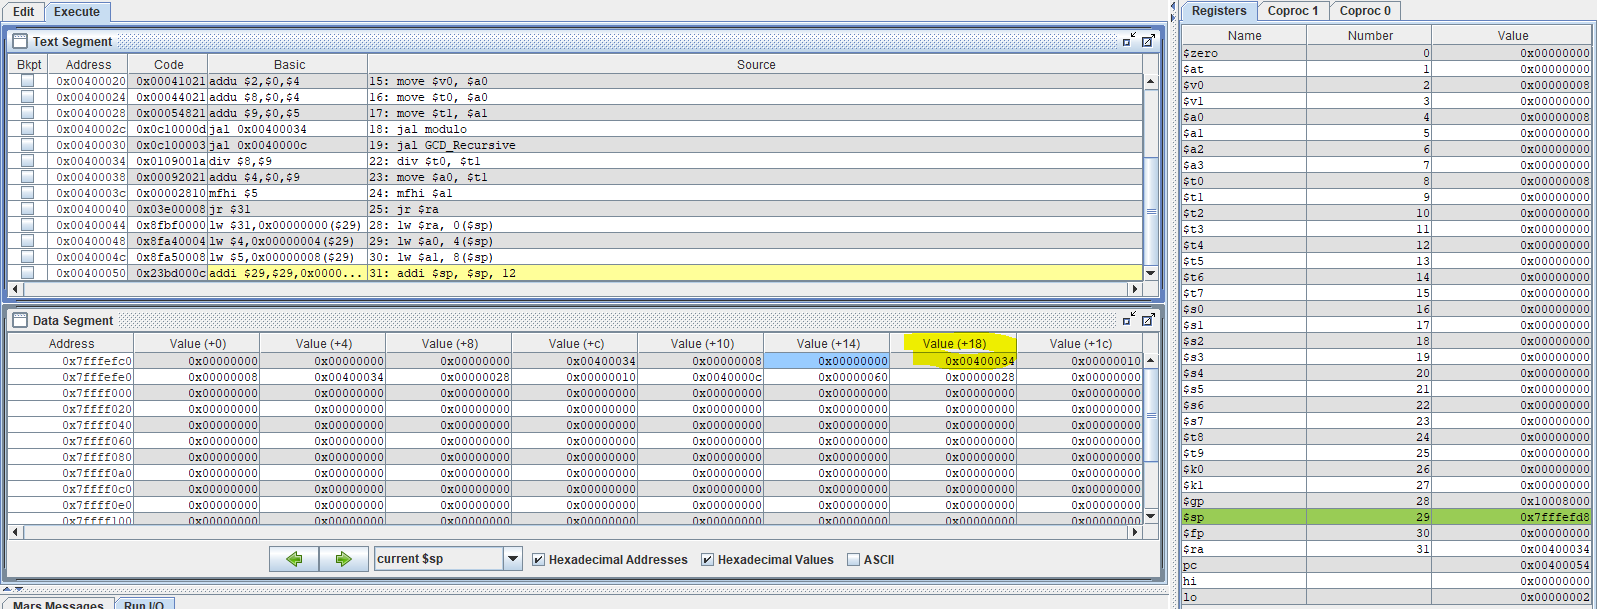 Edit Execute
Text Segment
Bkpt Address Code Basic Source
0x00400020 0x00041021 addu $2,$0,$4 15: move $v0, $a0
0x00400024 0x00044021 addu $8,$0,$4 16: move $t0, $a0
0x00400028 0x00054821 addu $9,$0,$5 17: move $t1, $a1
0x0040002c 0x0c10000d jal 0x00400034 18: jal modulo
0x00400030 0x0c100003 jal 0x0040000c 19: jal GCD_Recursive
0x00400034 0x0109001a div $8,$9 22: div $t0, $t1
0x00400038 0x00092021 addu $4,$0,$9 23: move $a0, $t1
0x0040003c 0x00002810 mfhi $5 24: mfhi $a1
0x00400040 0x03e00008 jr $31 25: jr $ra
0x00400044 0x8fbf0000 lw $31,0x00000000($29) 28: lw $ra, 0($sp)
0x00400048 0x8fa40004 lw $4,0x00000004($29) 29: lw $a0, 4($sp)
0x0040004c 0x8fa50008 lw $5,0x00000008($29) 30: lw $a1, 8($sp)
0x00400050 0x23bd000c addi $29,$29,0x0000... 31: addi $sp, $sp, 12
Data Segment
Address Value (+0) Value (+4) Value (+8) Value (+c) Value (+10) Value (+14) Value (+18) Value (+1c)
0x7fffefc0 0x00000000 0x00000000 0x00000000 0x00400034 0x00000008 0x00000000 0x00400034 0x00000010
0x7fffefe0 0x00000008 0x00400034 0x00000028 0x00000010 0x0040000c 0x00000060 0x00000028 0x00000000
0x7ffff000 0x00000000 0x00000000 0x00000000 0x00000000 0x00000000 0x00000000 0x00000000 0x00000000
0x7ffff020 0x00000000 0x00000000 0x00000000 0x00000000 0x00000000 0x00000000 0x00000000 0x00000000
0x7ffff040 0x00000000 0x00000000 0x00000000 0x00000000 0x00000000 0x00000000 0x00000000 0x00000000
0x7ffff060 0x00000000 0x00000000 0x00000000 0x00000000 0x00000000 0x00000000 0x00000000 0x00000000
0x7ffff080 0x00000000 0x00000000 0x00000000 0x00000000 0x00000000 0x00000000 0x00000000 0x00000000
0x7ffff0a0 0x00000000 0x00000000 0x00000000 0x00000000 0x00000000 0x00000000 0x00000000 0x00000000
0x7ffff0c0 0x00000000 0x00000000 0x00000000 0x00000000 0x00000000 0x00000000 0x00000000 0x00000000
0x7ffff0e0 0x00000000 0x00000000 0x00000000 0x00000000 0x00000000 0x00000000 0x00000000 0x00000000
0x7ffff100 0x00000000 0x00000000 0x00000000 0x00000000 0x00000000 0x00000000 0x00000000 0x00000000
current $sp Hexadecimal Addresses Hexadecimal Values ASCII
Mars Messages Run I/O
Registers Coproc 1 Coproc 0
Name Number Value
$zero 0 0x00000000
$at 1 0x00000000
$v0 2 0x00000008
$v1 3 0x00000000
$a0 4 0x00000008
$a1 5 0x00000000
$a2 6 0x00000000
$a3 7 0x00000000
$t0 8 0x00000008
$t1 9 0x00000000
$t2 10 0x00000000
$t3 11 0x00000000
$t4 12 0x00000000
$t5 13 0x00000000
$t6 14 0x00000000
$t7 15 0x00000000
$s0 16 0x00000000
$s1 17 0x00000000
$s2 18 0x00000000
$s3 19 0x00000000
$s4 20 0x00000000
$s5 21 0x00000000
$s6 22 0x00000000
$s7 23 0x00000000
$t8 24 0x00000000
$t9 25 0x00000000
$k0 26 0x00000000
$k1 27 0x00000000
$gp 28 0x10008000
$sp 29 0x7fffefd8
$fp 30 0x00000000
$ra 31 0x00400034
pc 0x00400054
hi 0x00000000
lo 0x00000002